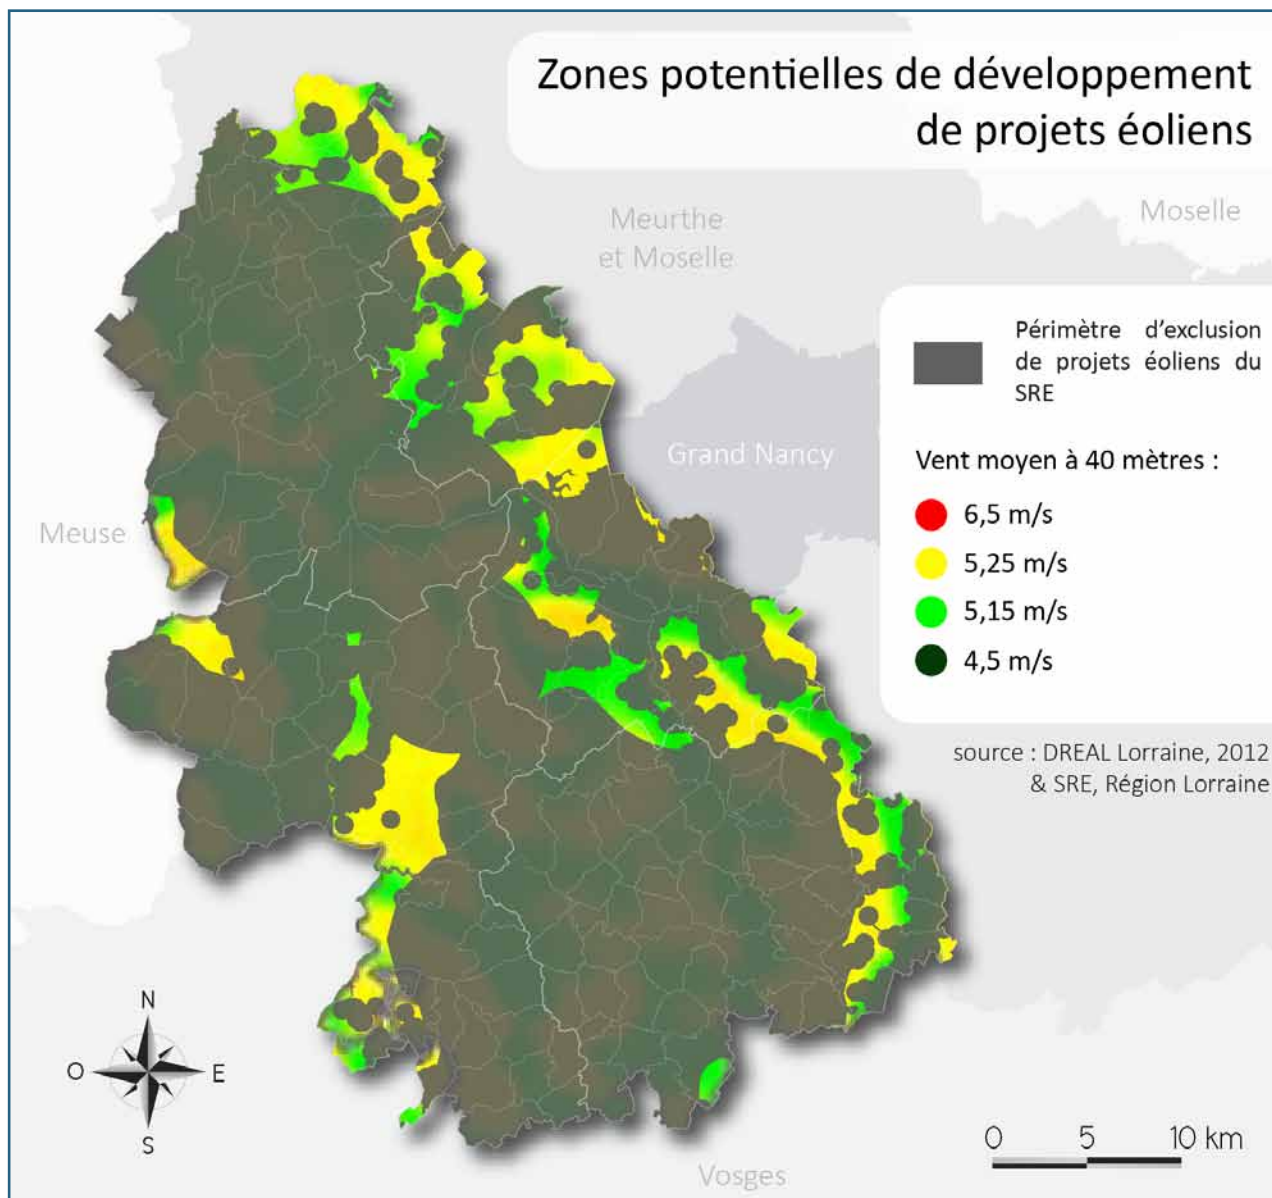 Zones potentielles de développement
de projets éoliens
Meurthe
et Moselle
Moselle
Périmètre d'exclusion
de projets éoliens du
SRE
Grand Nancy
Vent moyen à 40 mètres :
6,5 m/s
Meuse
5,25 m/s
5,15 m/s
4,5 m/s
source : DREAL Lorraine, 2012
& SRE, Région Lorraine
N
O
E
S
0 5 10 km
Vosges